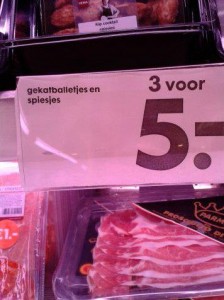 gekatballetjes en
spiesjes
3 voor
5.-